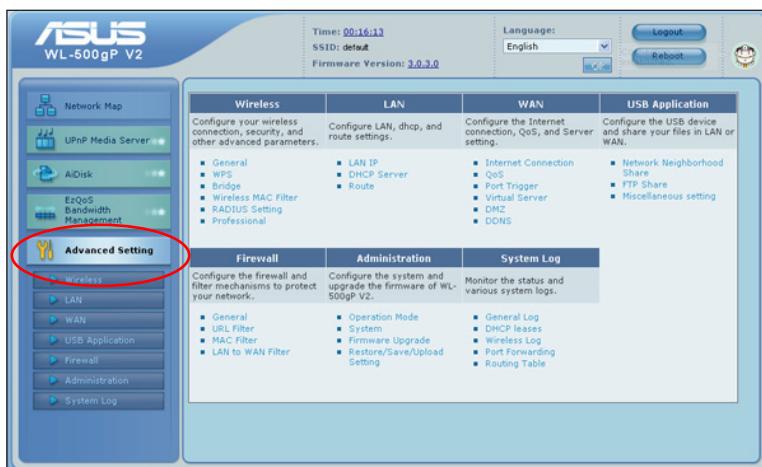 ASUS
WL-500gP V2
Time: 00:16:13
SSID: default
Firmware Version: 3.0.3.0
Language:
English
Logout
Reboot
Network Map
UPnP Media Server
AiDisk
EzQoS
Bandwidth
Management
Advanced Setting
Wireless
LAN
WAN
USB Application
Firewall
Administration
System Log
Wireless
Configure your wireless
connection, security, and
other advanced parameters.
General
WPS
Bridge
Wireless MAC Filter
RADIUS Setting
Professional
LAN
Configure LAN, dhcp, and
route settings.
LAN IP
DHCP Server
Route
WAN
Configure the Internet
connection, QoS, and Server
setting.
Internet Connection
QoS
Port Trigger
Virtual Server
DMZ
DDNS
USB Application
Configure the USB device
and share your files in LAN or
WAN.
Network Neighborhood
Share
FTP Share
Miscellaneous setting
Firewall
Configure the firewall and
filter mechanisms to protect
your network.
General
URL Filter
MAC Filter
LAN to WAN Filter
Administration
Configure the system and
upgrade the firmware of WL-
500gP V2.
Operation Mode
System
Firmware Upgrade
Restore/Save/Upload
Setting
System Log
Monitor the status and
various system logs.
General Log
DHCP leases
Wireless Log
Port Forwarding
Routing Table